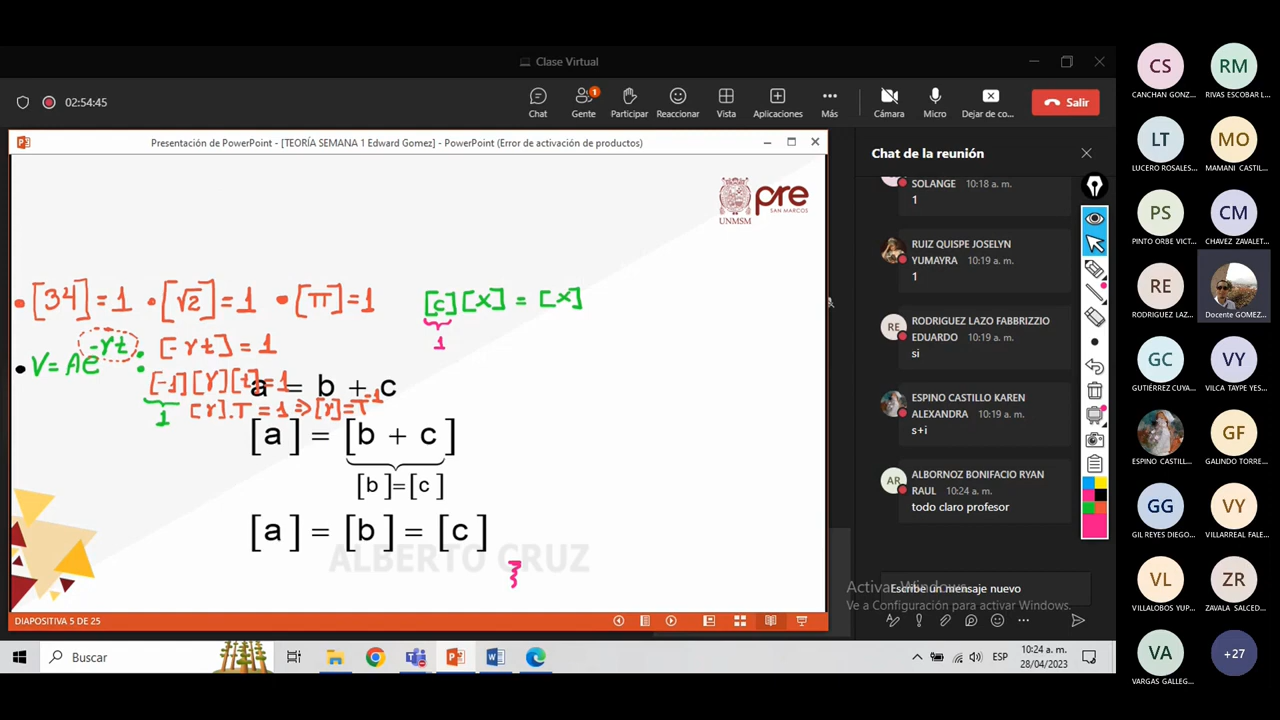 Clase Virtual
02:54:45
Chat
Gente
1
Participar
Reaccionar
Vista
Aplicaciones
Más
Cámara
Micro
Dejar de co...
Salir
Presentación de PowerPoint - [TEORÍA SEMANA 1 Edward Gomez] - PowerPoint (Error de activación de productos)
UNMSM
pre
SAN MARCOS
• [34] = 1 • [√2] = 1 • [π] = 1
[c][x] = [x]
1
• V = Ae^-γt • [-γt] = 1
[-1][γ][t] = 1
1 [γ].T = 1 ⇒ [γ] = T^-1
a = b + c
[a] = [b + c]
[b] = [c]
[a] = [b] = [c]
ALBERTO CRUZ
DIAPOSITIVA 5 DE 25
Chat de la reunión
SOLANGE 10:18 a. m.
1
RUIZ QUISPE JOSELYN
YUMAYRA 10:19 a. m.
1
RODRIGUEZ LAZO FABBRIZZIO
EDUARDO 10:19 a. m.
si
ESPINO CASTILLO KAREN
ALEXANDRA 10:19 a. m.
s+i
AR
ALBORNOZ BONIFACIO RYAN
RAUL 10:24 a. m.
todo claro profesor
Escribe un mensaje nuevo
Activar Windows
Ve a Configuración para activar Windows.
CS
CANCHAN GONZ...
RM
RIVAS ESCOBAR L...
LT
LUCERO ROSALES...
MO
MAMANI CASTIL...
PS
PINTO ORBE VICT...
CM
CHAVEZ ZAVALET...
RE
RODRIGUEZ LAZ...
Docente GOMEZ...
GC
GUTIÉRREZ CUYA...
VY
VILCA TAYPE YES...
ESPINO CASTILL...
GF
GALINDO TORRE...
GG
GIL REYES DIEGO...
VY
VILLARREAL FALE...
VL
VILLALOBOS YUP...
ZR
ZAVALA SALCED...
VA
VARGAS GALLEG...
+27
Buscar
ESP
10:24 a. m.
28/04/2023